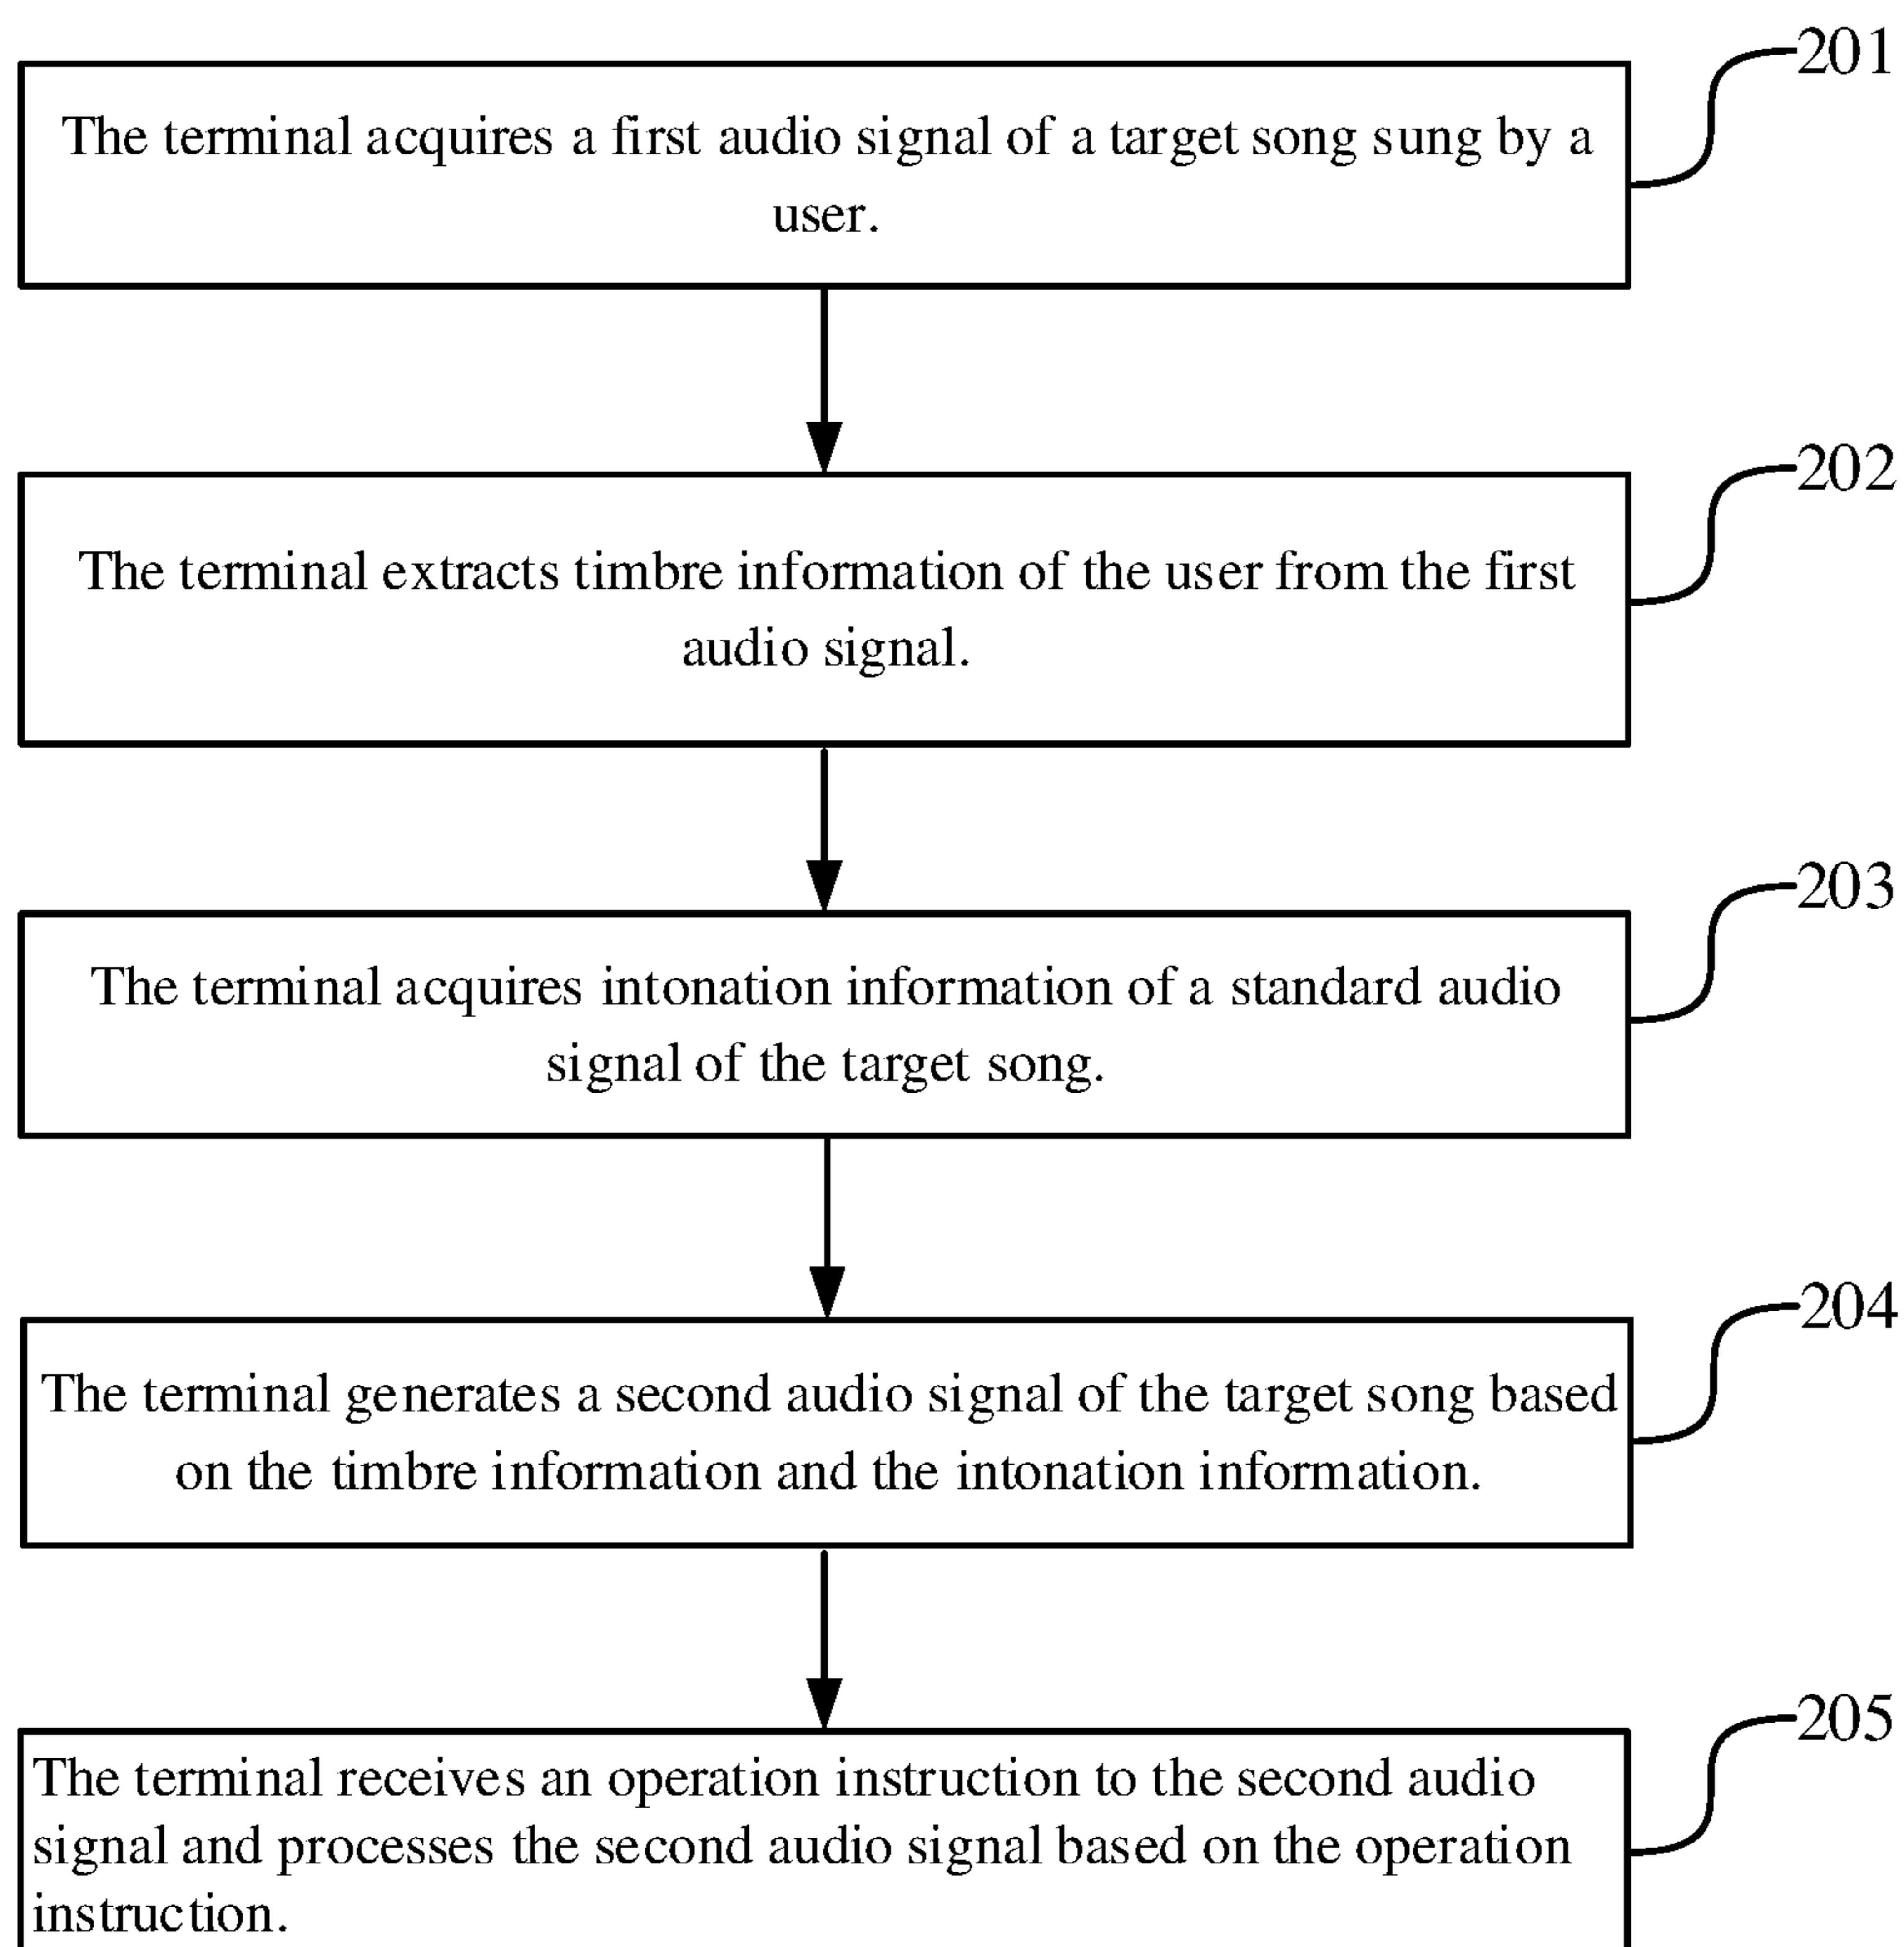 201
The terminal acquires a first audio signal of a target song sung by a
user.
202
The terminal extracts timbre information of the user from the first
audio signal.
203
The terminal acquires intonation information of a standard audio
signal of the target song.
204
The terminal generates a second audio signal of the target song based
on the timbre information and the intonation information.
205
The terminal receives an operation instruction to the second audio
signal and processes the second audio signal based on the operation
instruction.